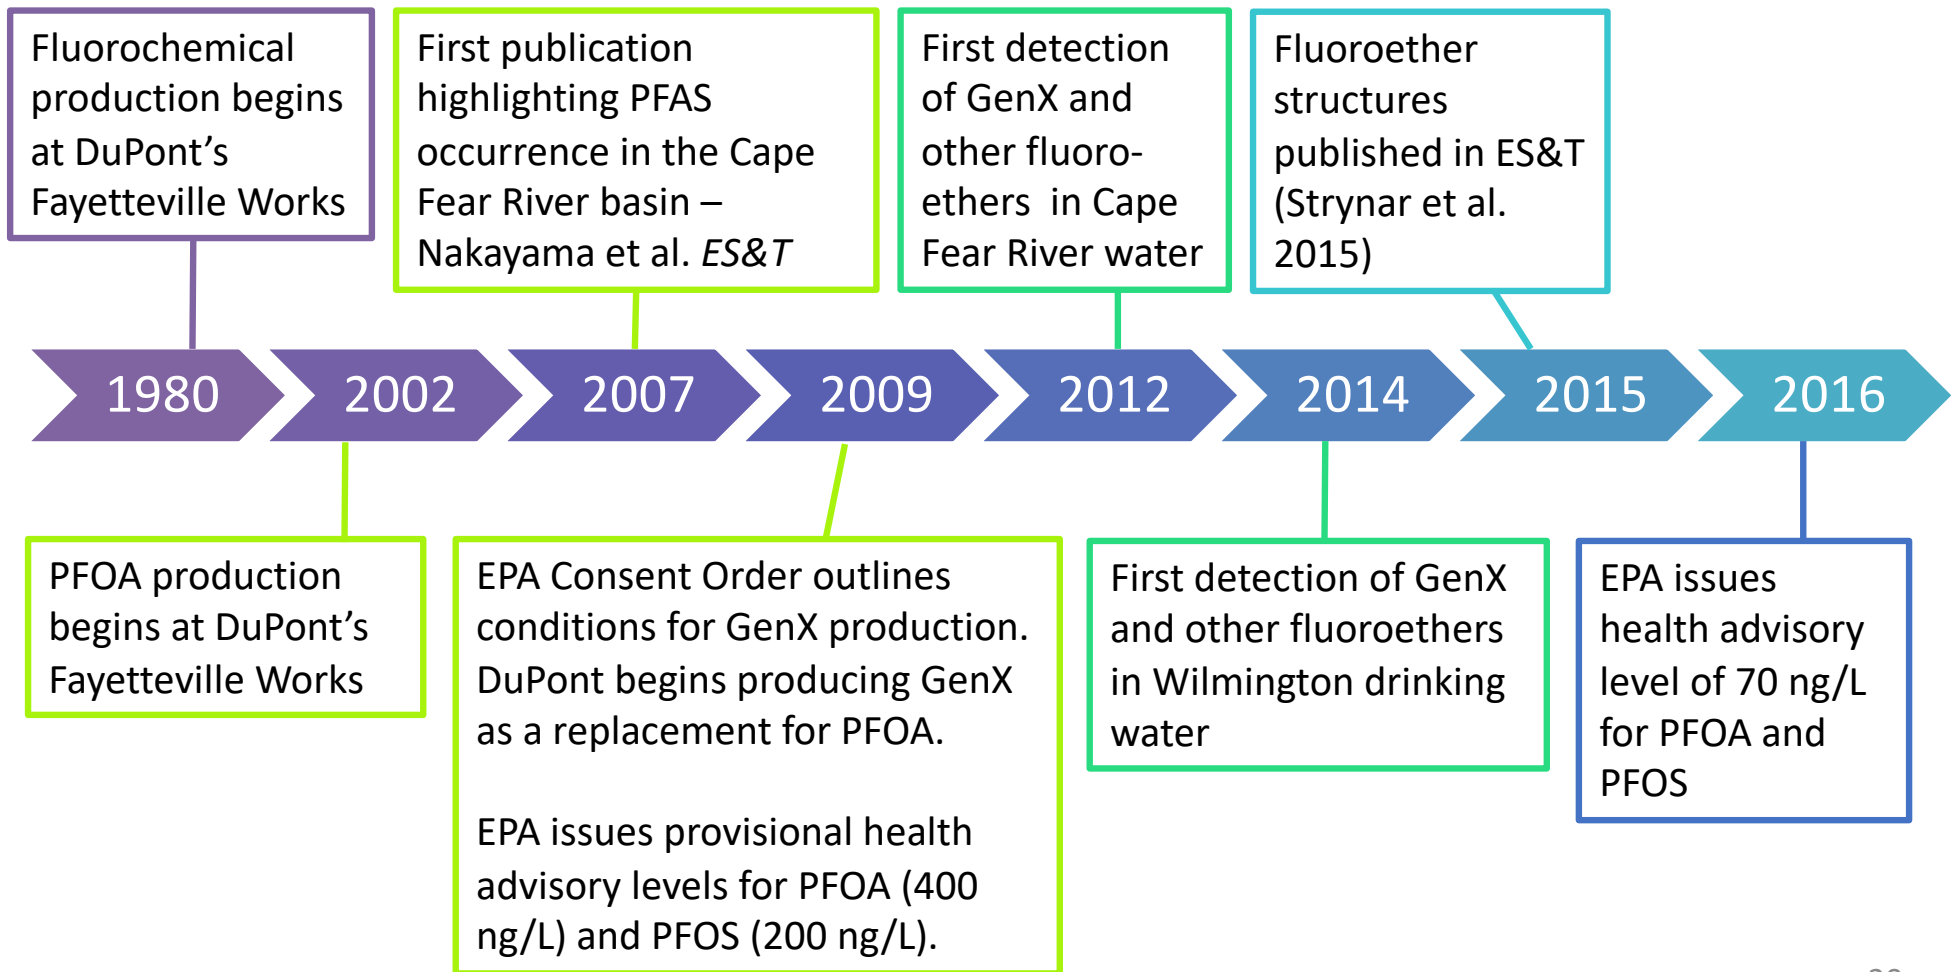 Fluorochemical
production begins
at DuPont’s
Fayetteville Works
First publication
highlighting PFAS
occurrence in the Cape
Fear River basin –
Nakayama et al. ES&T
First detection
of GenX and
other fluoro-
ethers in Cape
Fear River water
Fluoroether
structures
published in ES&T
(Strynar et al.
2015)
1980
2002
2007
2009
2012
2014
2015
2016
PFOA production
begins at DuPont’s
Fayetteville Works
EPA Consent Order outlines
conditions for GenX production.
DuPont begins producing GenX
as a replacement for PFOA.
EPA issues provisional health
advisory levels for PFOA (400
ng/L) and PFOS (200 ng/L).
First detection of GenX
and other fluoroethers
in Wilmington drinking
water
EPA issues
health advisory
level of 70 ng/L
for PFOA and
PFOS